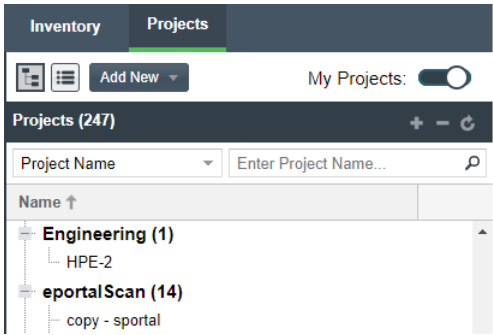 Inventory Projects
Add New My Projects:
Projects (247)
Project Name Enter Project Name...
Name
Engineering (1)
HPE-2
eportalScan (14)
copy - sportal